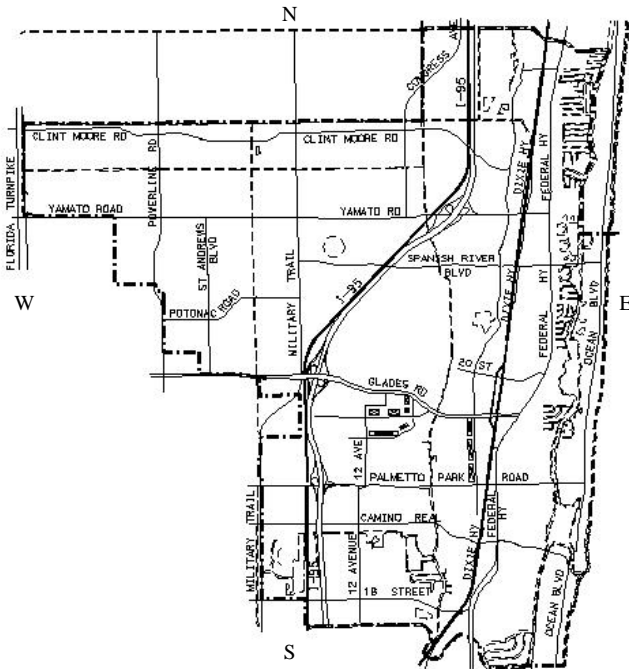 N
CONGRESS AVE
I-95
CLINT MOORE RD
CLINT MOORE RD
POWERLINE RD
DIXIE HY
FEDERAL HY
FLORIDA TURNPIKE
YAMATO ROAD
YAMATO RD
ST ANDREWS
BLVD
MILITARY TRAIL
SPANISH RIVER
BLVD
I-95
DIXIE HY
FEDERAL HY
OCEAN BLVD
W
E
POTONAC ROAD
20 ST
GLADES RD
12 AVE
PALMETTO PARK ROAD
CAMINO REAL
FEDERAL HY
DIXIE HY
MILITARY TRAIL
I-95
12 AVENUE
18 STREET
OCEAN BLVD
S